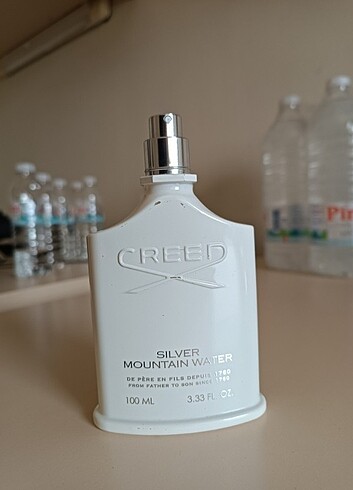 CREED
SILVER
MOUNTAIN WATER
DE PÈRE EN FILS DEPUIS 1760
FROM FATHER TO SON SINCE 1760
100 ML 3.33 FL. OZ.